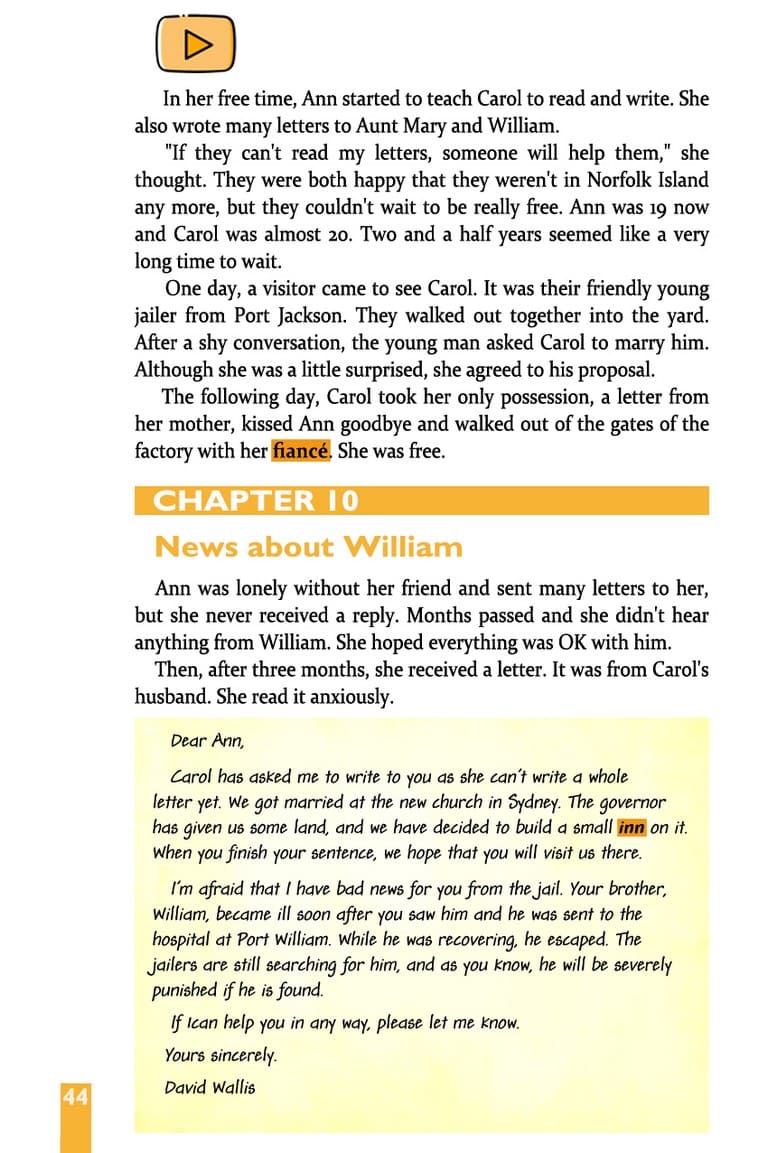 In her free time, Ann started to teach Carol to read and write. She
also wrote many letters to Aunt Mary and William.
"If they can't read my letters, someone will help them," she
thought. They were both happy that they weren't in Norfolk Island
any more, but they couldn't wait to be really free. Ann was 19 now
and Carol was almost 20. Two and a half years seemed like a very
long time to wait.
One day, a visitor came to see Carol. It was their friendly young
jailer from Port Jackson. They walked out together into the yard.
After a shy conversation, the young man asked Carol to marry him.
Although she was a little surprised, she agreed to his proposal.
The following day, Carol took her only possession, a letter from
her mother, kissed Ann goodbye and walked out of the gates of the
factory with her fiancé. She was free.
CHAPTER 10
News about William
Ann was lonely without her friend and sent many letters to her,
but she never received a reply. Months passed and she didn't hear
anything from William. She hoped everything was OK with him.
Then, after three months, she received a letter. It was from Carol's
husband. She read it anxiously.
Dear Ann,
Carol has asked me to write to you as she can't write a whole
letter yet. We got married at the new church in Sydney. The governor
has given us some land, and we have decided to build a small inn on it.
When you finish your sentence, we hope that you will visit us there.
I'm afraid that I have bad news for you from the jail. Your brother,
William, became ill soon after you saw him and he was sent to the
hospital at Port William. While he was recovering, he escaped. The
jailers are still searching for him, and as you know, he will be severely
punished if he is found.
If Ican help you in any way, please let me know.
Yours sincerely.
David Wallis
44